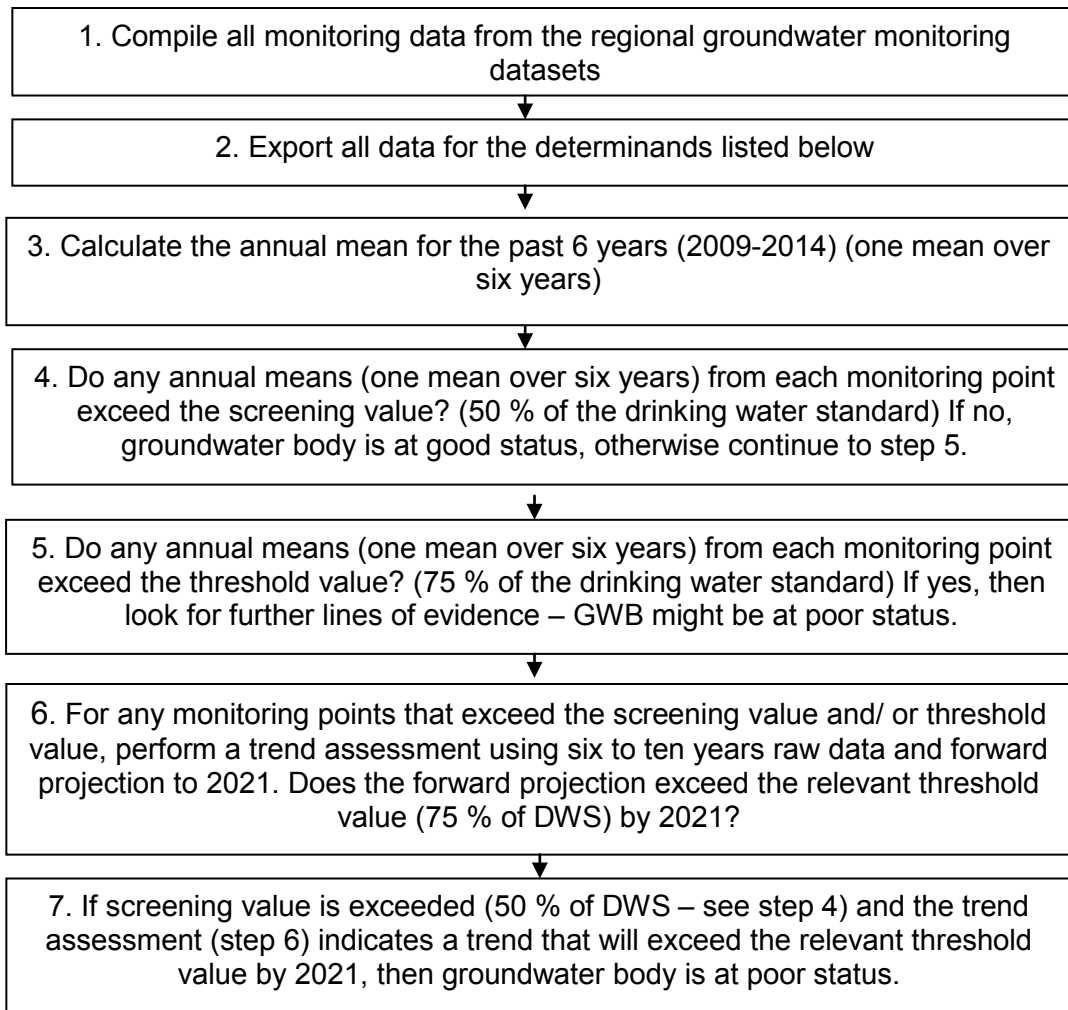 1. Compile all monitoring data from the regional groundwater monitoring
datasets
2. Export all data for the determinands listed below
3. Calculate the annual mean for the past 6 years (2009-2014) (one mean over
six years)
4. Do any annual means (one mean over six years) from each monitoring point
exceed the screening value? (50 % of the drinking water standard) If no,
groundwater body is at good status, otherwise continue to step 5.
5. Do any annual means (one mean over six years) from each monitoring point
exceed the threshold value? (75 % of the drinking water standard) If yes, then
look for further lines of evidence – GWB might be at poor status.
6. For any monitoring points that exceed the screening value and/ or threshold
value, perform a trend assessment using six to ten years raw data and forward
projection to 2021. Does the forward projection exceed the relevant threshold
value (75 % of DWS) by 2021?
7. If screening value is exceeded (50 % of DWS – see step 4) and the trend
assessment (step 6) indicates a trend that will exceed the relevant threshold
value by 2021, then groundwater body is at poor status.